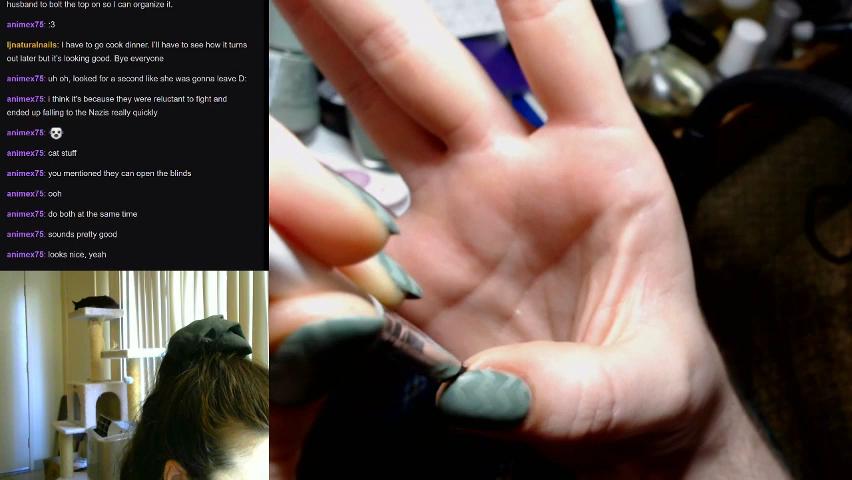 husband to bolt the top on so I can organize it.
animex75: :3
ljnaturalnails: I have to go cook dinner. I'll have to see how it turns
out later but it's looking good. Bye everyone
animex75: uh oh, looked for a second like she was gonna leave D:
animex75: i think it's because they were reluctant to fight and
ended up falling to the Nazis really quickly
animex75:
animex75: cat stuff
animex75: you mentioned they can open the blinds
animex75: ooh
animex75: do both at the same time
animex75: sounds pretty good
animex75: looks nice, yeah